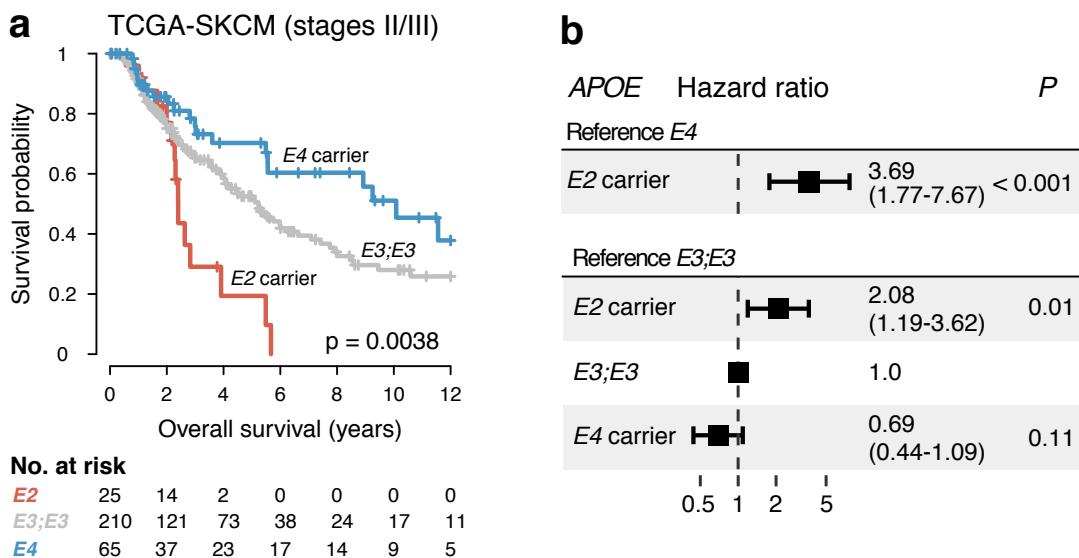 a
TCGA-SKCM (stages II/III)
Survival probability
1
0.8
0.6
0.4
0.2
0
E4 carrier
E3;E3
E2 carrier
p = 0.0038
0 2 4 6 8 10 12
Overall survival (years)
No. at risk
E2 25 14 2 0 0 0 0
E3;E3 210 121 73 38 24 17 11
E4 65 37 23 17 14 9 5
b
APOE Hazard ratio P
Reference E4
E2 carrier 3.69 (1.77-7.67) < 0.001
Reference E3;E3
E2 carrier 2.08 (1.19-3.62) 0.01
E3;E3 1.0
E4 carrier 0.69 (0.44-1.09) 0.11
0.5 1 2 5